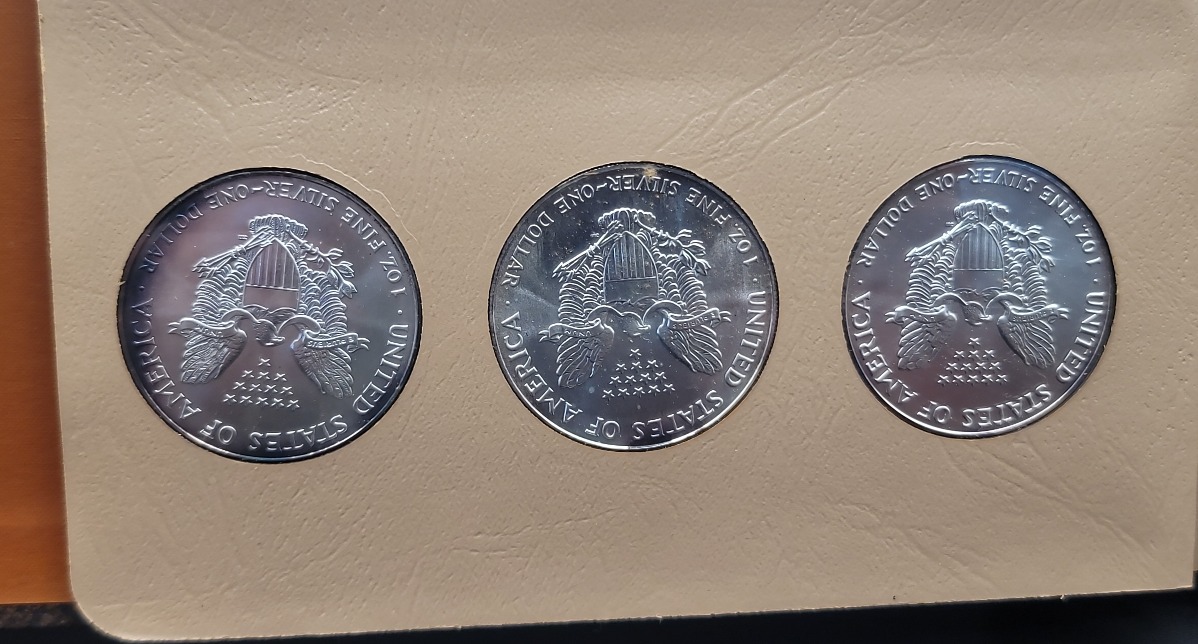 UNITED STATES OF AMERICA
1 OZ. FINE SILVER~ONE DOLLAR
UNITED STATES OF AMERICA
1 OZ. FINE SILVER~ONE DOLLAR
UNITED STATES OF AMERICA
1 OZ. FINE SILVER~ONE DOLLAR